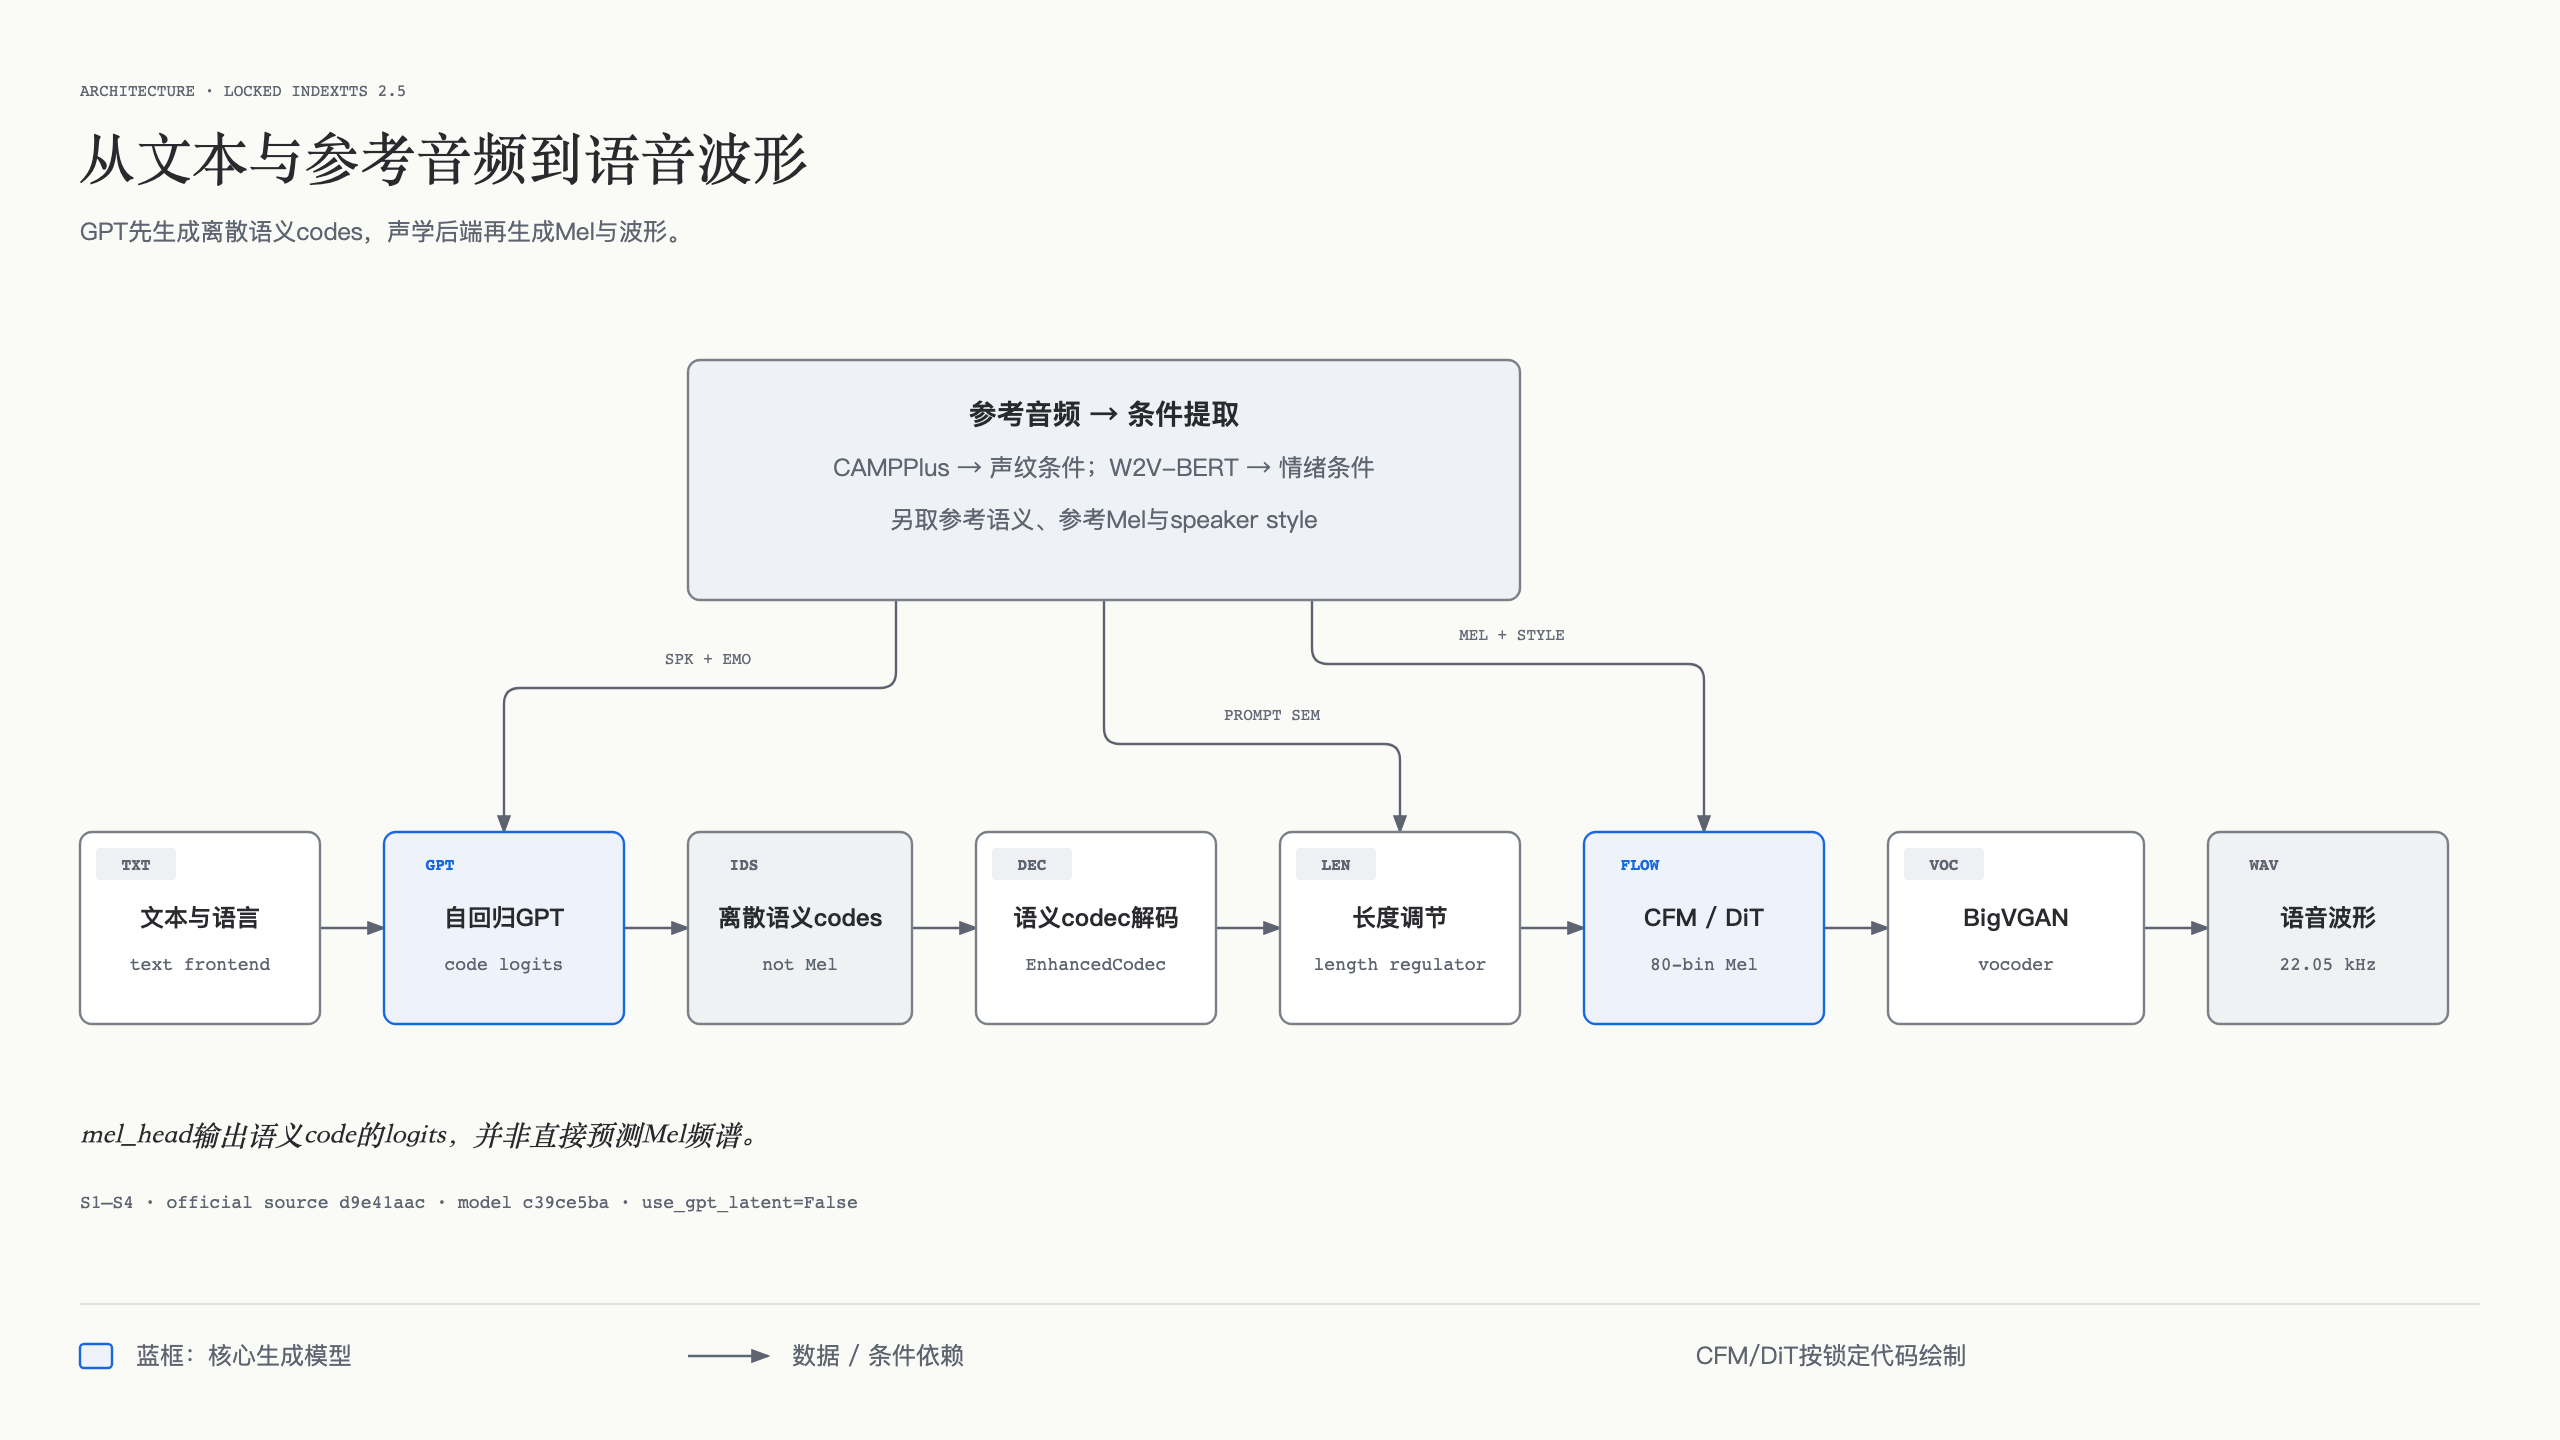 ARCHITECTURE · LOCKED INDEXTTS 2.5
从文本与参考音频到语音波形
GPT先生成离散语义codes，声学后端再生成Mel与波形。
参考音频 → 条件提取
CAMPPlus → 声纹条件；W2V-BERT → 情绪条件
另取参考语义、参考Mel与speaker style
SPK + EMO
PROMPT SEM
MEL + STYLE
TXT
文本与语言
text frontend
GPT
自回归GPT
code logits
IDS
离散语义codes
not Mel
DEC
语义codec解码
EnhancedCodec
LEN
长度调节
length regulator
FLOW
CFM / DiT
80-bin Mel
VOC
BigVGAN
vocoder
WAV
语音波形
22.05 kHz
mel_head输出语义code的logits，并非直接预测Mel频谱。
S1—S4 · official source d9e41aac · model c39ce5ba · use_gpt_latent=False
蓝框：核心生成模型
数据 / 条件依赖
CFM/DiT按锁定代码绘制